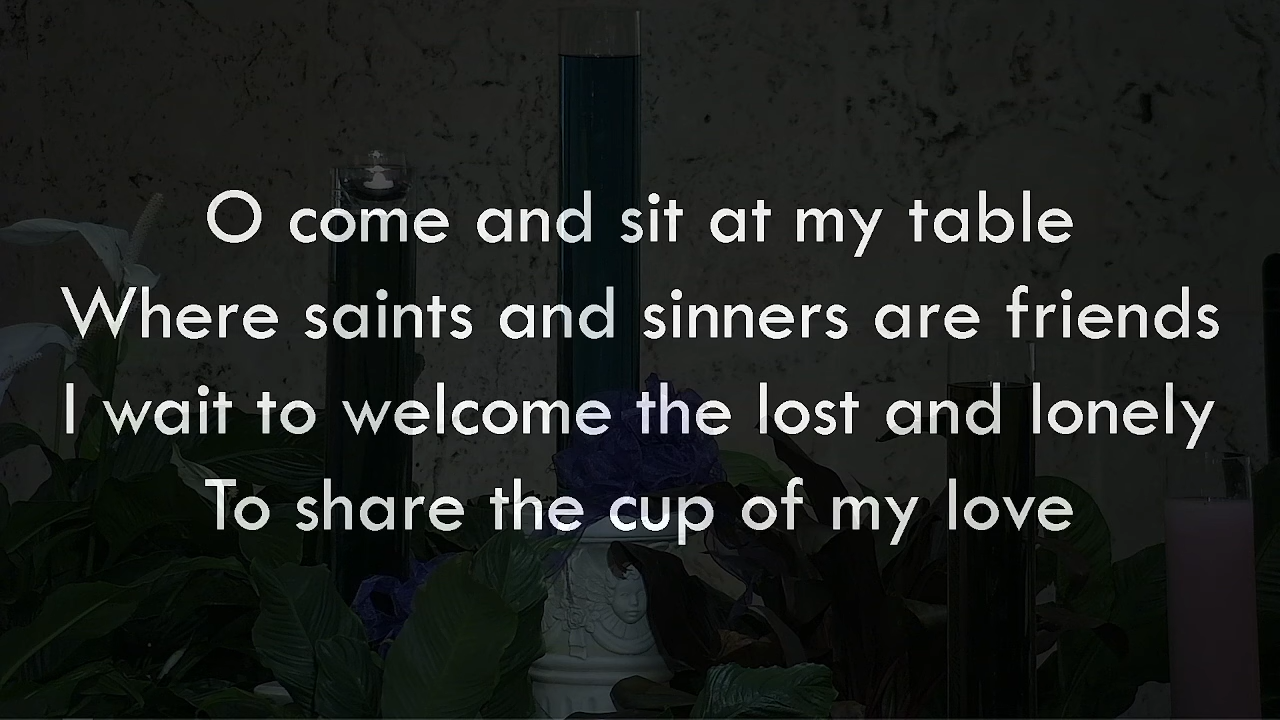 O come and sit at my table
Where saints and sinners are friends
I wait to welcome the lost and lonely
To share the cup of my love